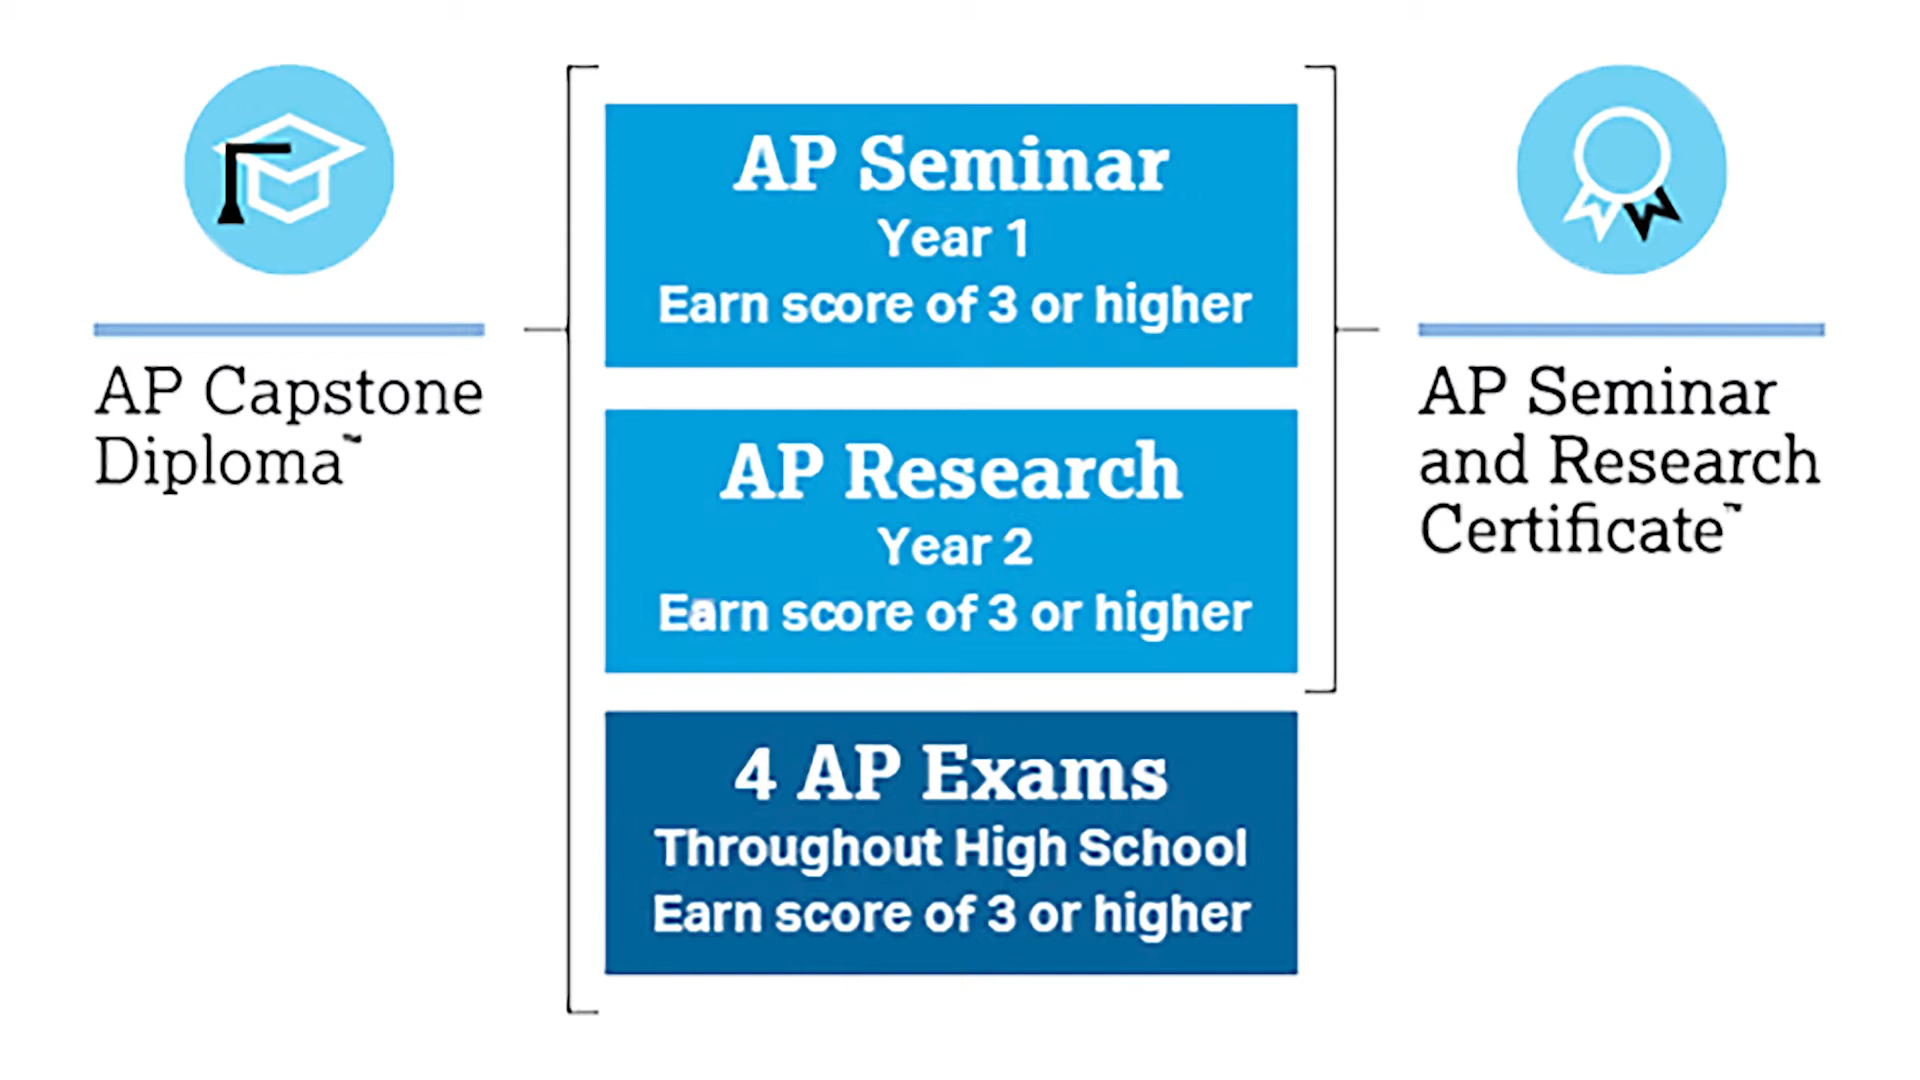 AP Capstone
Diploma™
AP Seminar
Year 1
Earn score of 3 or higher
AP Research
Year 2
Earn score of 3 or higher
4 AP Exams
Throughout High School
Earn score of 3 or higher
AP Seminar
and Research
Certificate™